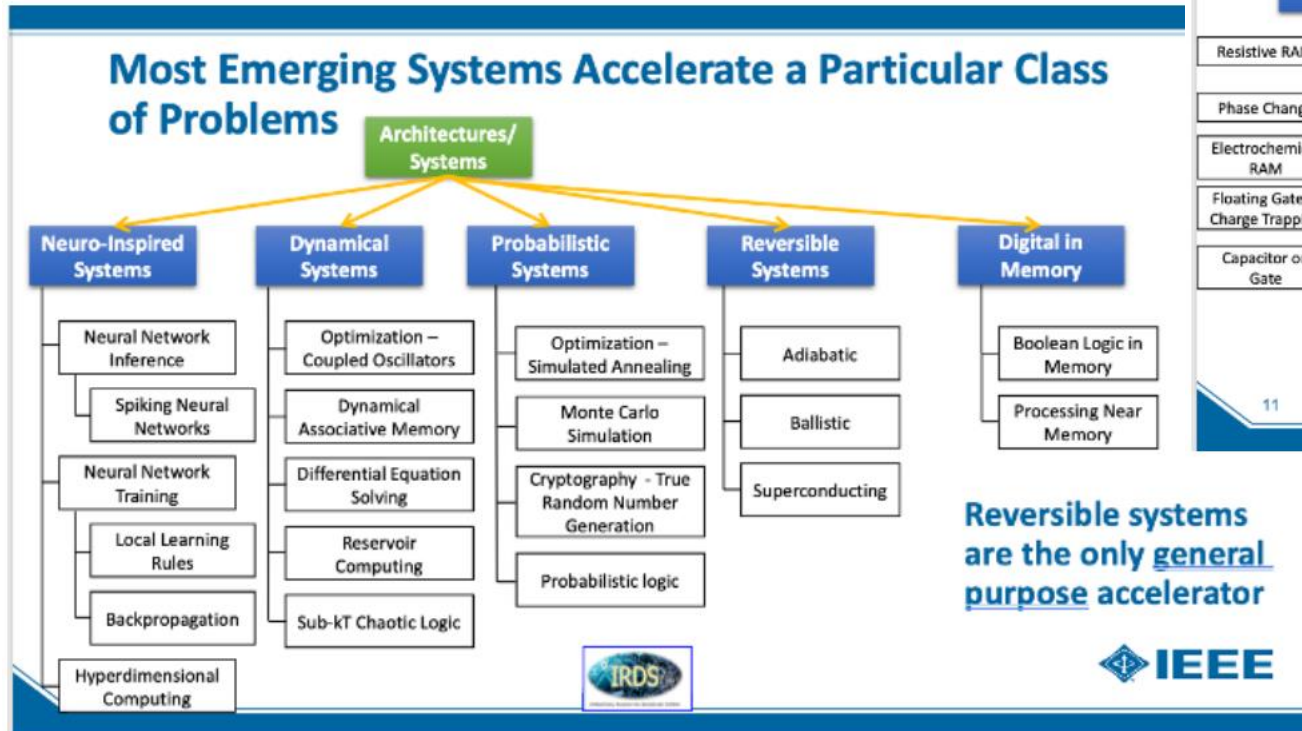 Most Emerging Systems Accelerate a Particular Class
of Problems
Architectures/
Systems
Neuro-Inspired
Systems
Neural Network
Inference
Spiking Neural
Networks
Neural Network
Training
Local Learning
Rules
Backpropagation
Hyperdimensional
Computing
Dynamical
Systems
Optimization –
Coupled Oscillators
Dynamical
Associative Memory
Differential Equation
Solving
Reservoir
Computing
Sub-kT Chaotic Logic
Probabilistic
Systems
Optimization –
Simulated Annealing
Monte Carlo
Simulation
Cryptography - True
Random Number
Generation
Probabilistic logic
Reversible
Systems
Adiabatic
Ballistic
Superconducting
Digital in
Memory
Boolean Logic in
Memory
Processing Near
Memory
Reversible systems
are the only general
purpose accelerator
IRDS
IEEE
Resistive
Phase
RAM
Floating Gate
Charge
Capacitor
Gate
11